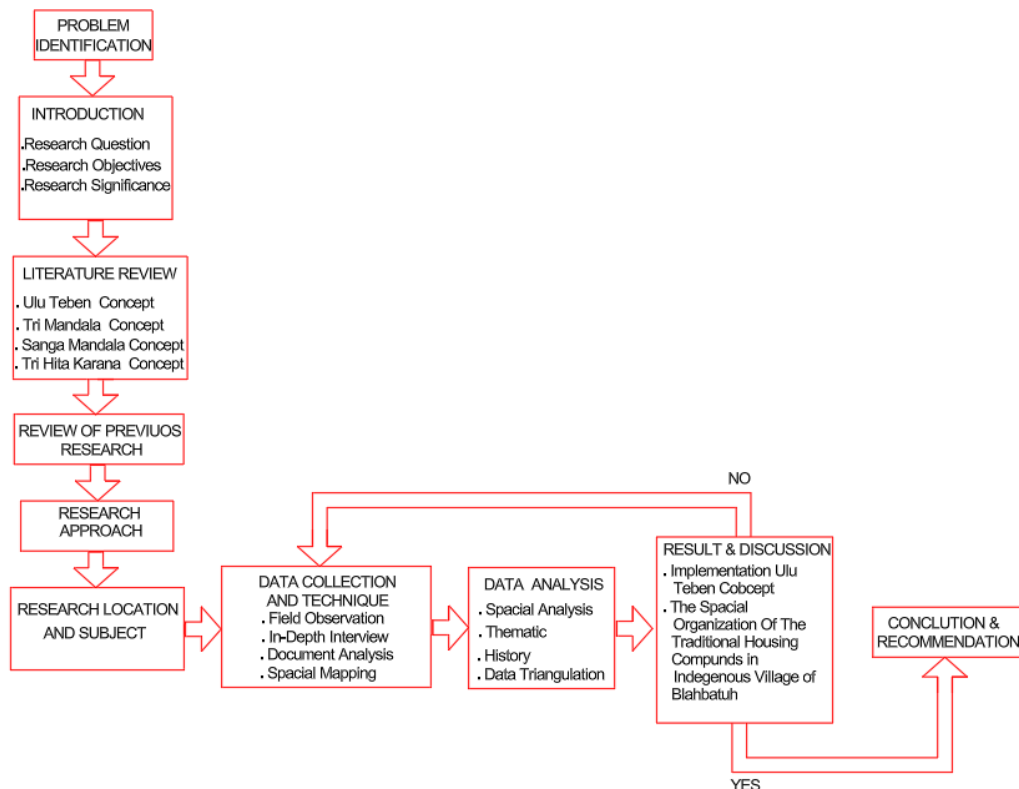 PROBLEM
IDENTIFICATION
INTRODUCTION
.Research Question
.Research Objectives
.Research Significance
LITERATURE REVIEW
. Ulu Teben Concept
. Tri Mandala Concept
. Sanga Mandala Concept
. Tri Hita Karana Concept
REVIEW OF PREVIUOS
RESEARCH
RESEARCH
APPROACH
RESEARCH LOCATION
AND SUBJECT
DATA COLLECTION
AND TECHNIQUE
. Field Observation
. In-Depth Interview
. Document Analysis
. Spacial Mapping
DATA ANALYSIS
. Spacial Analysis
. Thematic
. History
. Data Triangulation
NO
RESULT & DISCUSSION
. Implementation Ulu
Teben Cobcept
. The Spacial
Organization Of The
Traditional Housing
Compunds in
Indegenous Village of
Blahbatuh
YES
CONCLUTION &
RECOMMENDATION